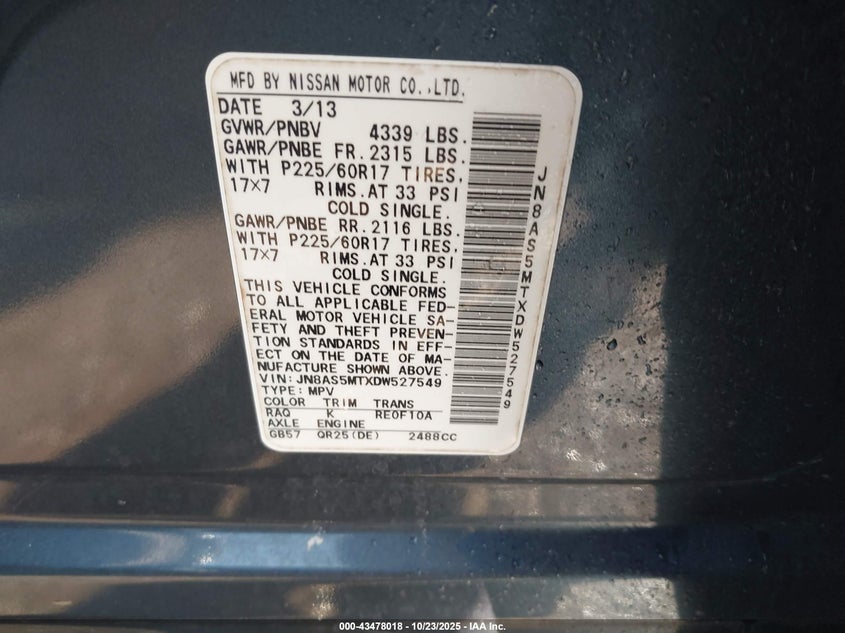 MFD BY NISSAN MOTOR CO.,LTD.
DATE 3/13
GVWR/PNBV 4339 LBS.
GAWR/PNBE FR.2315 LBS.
WITH P225/60R17 TIRES.
17×7 RIMS.AT 33 PSI
COLD SINGLE.
GAWR/PNBE RR.2116 LBS.
WITH P225/60R17 TIRES.
17×7 RIMS.AT 33 PSI
COLD SINGLE.
THIS VEHICLE CONFORMS
TO ALL APPLICABLE FED-
ERAL MOTOR VEHICLE SA-
FETY AND THEFT PREVEN-
TION STANDARDS IN EFF-
ECT ON THE DATE OF MA-
NUFACTURE SHOWN ABOVE.
VIN:JN8AS5MTXDW527549
TYPE:MPV
COLOR TRIM TRANS
RAQ K RE0F10A
AXLE ENGINE
GB57 QR25(DE) 2488CC
JN8AS5MTXDW527549
000-43478018 - 10/23/2025 - IAA Inc.